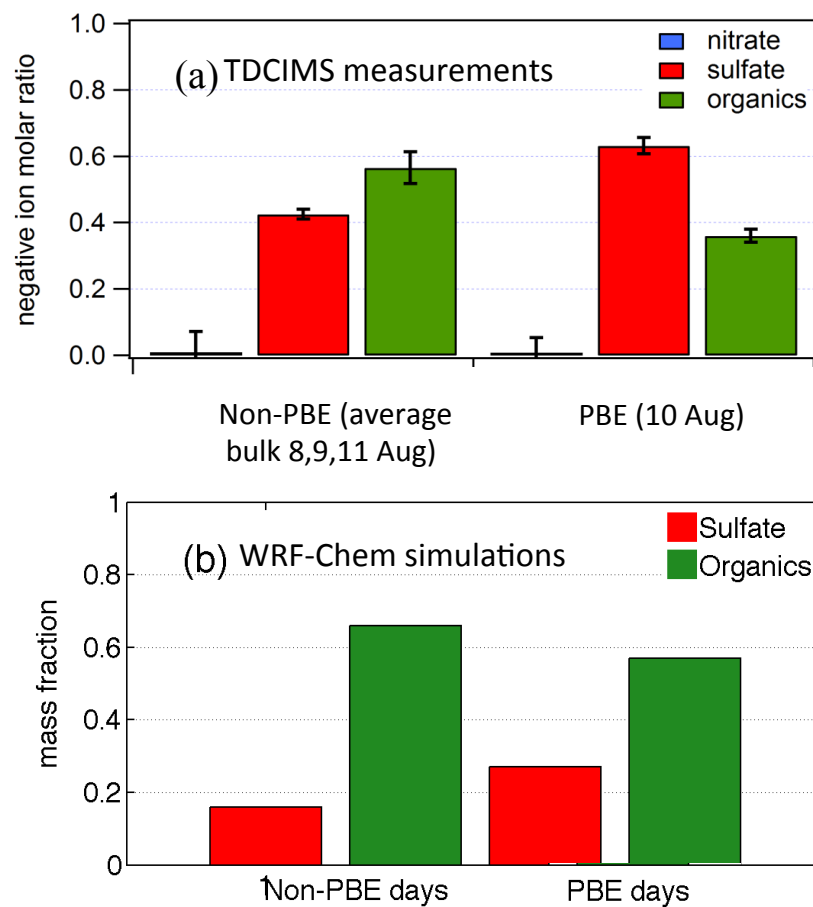 1.0
0.8
0.6
0.4
0.2
0.0
negative ion molar ratio
(a) TDCIMS measurements
nitrate
sulfate
organics
Non-PBE (average
bulk 8,9,11 Aug)
PBE (10 Aug)
1
0.8
0.6
0.4
0.2
0
mass fraction
(b) WRF-Chem simulations
Sulfate
Organics
1
Non-PBE days
PBE days